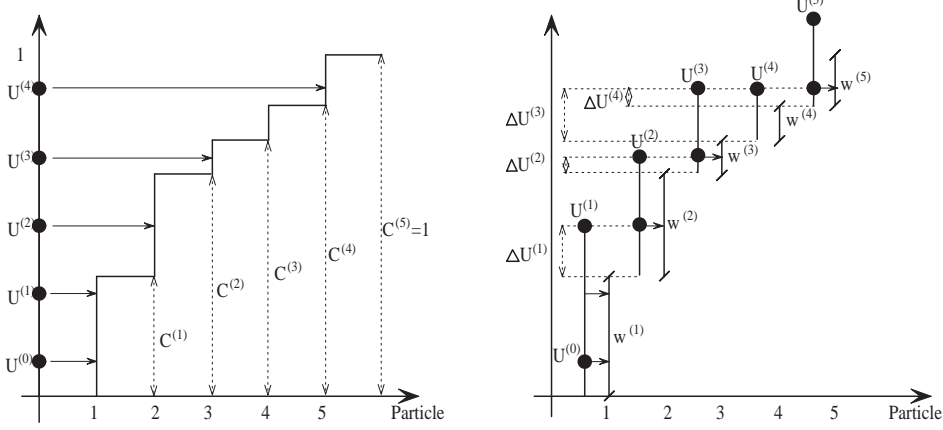 1
U(4)
U(3)
U(2)
U(1)
U(0)
C(1)
C(2)
C(3)
C(4)
C(5)=1
1 2 3 4 5 Particle
U(5)
U(3)
U(4)
w(5)
ΔU(4)
ΔU(3)
w(4)
U(2)
w(3)
ΔU(2)
U(1)
w(2)
ΔU(1)
w(1)
U(0)
1 2 3 4 5 Particle